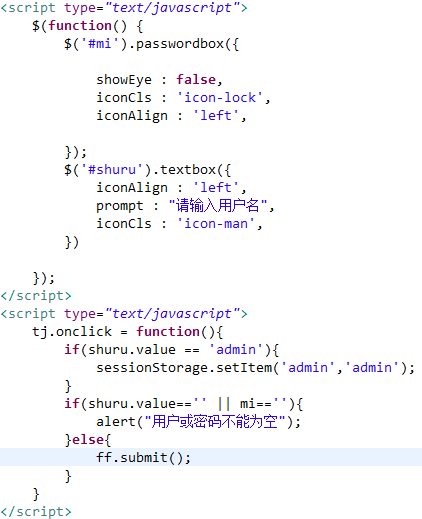 <script type="text/javascript">
    $(function() {
        $('#mi').passwordbox({

            showEye : false,
            iconCls : 'icon-lock',
            iconAlign : 'left',

        });
        $('#shuru').textbox({
            iconAlign : 'left',
            prompt : "请输入用户名",
            iconCls : 'icon-man',
        })

    });
</script>
<script type="text/javascript">
    tj.onclick = function(){
        if(shuru.value == 'admin'){
            sessionStorage.setItem('admin','admin');
        }
        if(shuru.value=='' || mi==''){
            alert("用户或密码不能为空");
        }else{
            ff.submit();
        }
    }
</script>